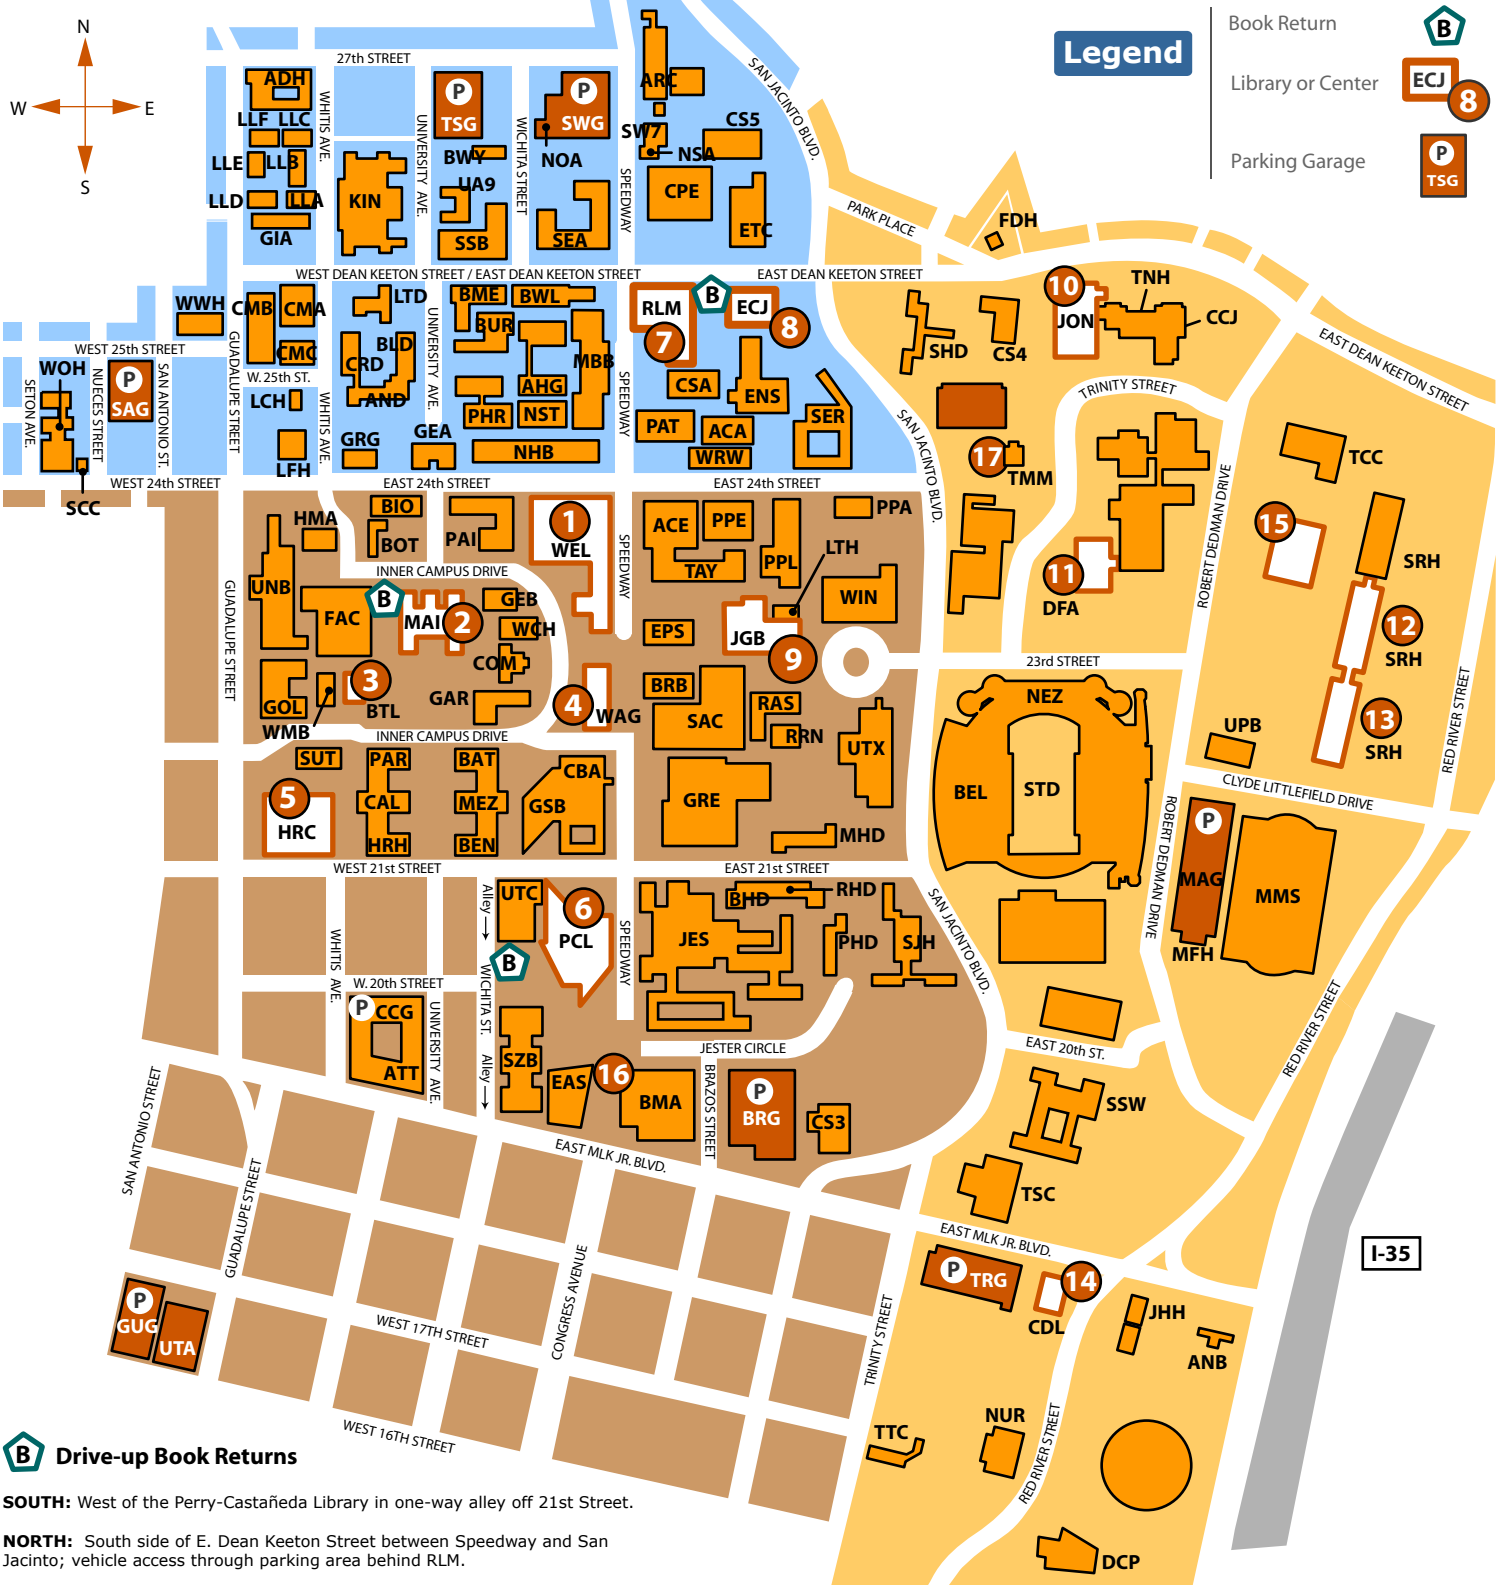 N
W
E
S
Legend
Book Return
B
Library or Center
ECJ
8
Parking Garage
P
TSG
27th STREET
ADH
LLF
LLC
LLE
LLB
LLD
LLA
GIA
WHITIS AVE.
KIN
UNIVERSITY AVE.
P
TSG
BWY
UA9
SSB
WICHITA STREET
P
SWG
NOA
SEA
SPEEDWAY
ARC
SW7
NSA
CS5
CPE
ETC
SAN JACINTO BLVD.
PARK PLACE
FDH
WEST DEAN KEETON STREET / EAST DEAN KEETON STREET
EAST DEAN KEETON STREET
EAST DEAN KEETON STREET
WWH
CMB
CMA
CMC
LTD
BLD
CRD
AND
BME
BWL
BUR
MBB
AHG
PHR
NST
NHB
GEA
GRG
LCH
LFH
RLM
7
B
ECJ
8
CSA
ENS
PAT
ACA
WRW
SER
SHD
CS4
10
JON
TNH
CCJ
TRINITY STREET
WEST 25th STREET
W. 25th ST.
WOH
P
SAG
SCC
SETON AVE.
NUECES STREET
SAN ANTONIO ST.
GUADALUPE STREET
WHITIS AVE.
UNIVERSITY AVE.
SPEEDWAY
SAN JACINTO BLVD.
17
TMM
TCC
15
ROBERT DEDMAN DRIVE
SRH
11
DFA
12
SRH
13
SRH
RED RIVER STREET
WEST 24th STREET
EAST 24th STREET
EAST 24th STREET
HMA
BIO
BOT
PAI
1
WEL
SPEEDWAY
ACE
PPE
TAY
PPL
PPA
LTH
WIN
INNER CAMPUS DRIVE
UNB
FAC
B
MAI
2
GEB
WCH
COM
GAR
EPS
JGB
9
GUADALUPE STREET
GOL
WMB
3
BTL
4
WAG
BRB
SAC
RAS
RRN
UTX
23rd STREET
NEZ
BEL
STD
UPB
CLYDE LITTLEFIELD DRIVE
INNER CAMPUS DRIVE
SUT
5
HRC
PAR
CAL
HRH
BAT
MEZ
BEN
CBA
GSB
GRE
MHD
ROBERT DEDMAN DRIVE
P
MAG
MFH
MMS
WEST 21st STREET
EAST 21st STREET
Alley
UTC
6
PCL
B
SPEEDWAY
JES
BHD
RHD
PHD
SJH
SAN JACINTO BLVD.
WHITIS AVE.
W. 20th STREET
WICHITA ST.
P
CCG
ATT
UNIVERSITY AVE.
Alley
SZB
EAS
16
BMA
JESTER CIRCLE
BRAZOS STREET
P
BRG
CS3
EAST 20th ST.
RED RIVER STREET
SSW
TSC
SAN ANTONIO STREET
GUADALUPE STREET
EAST MLK JR. BLVD.
EAST MLK JR. BLVD.
I-35
P
TRG
14
CDL
JHH
ANB
P
GUG
UTA
WEST 17TH STREET
CONGRESS AVENUE
TRINITY STREET
WEST 16TH STREET
TTC
NUR
RED RIVER STREET
DCP
B
Drive-up Book Returns
SOUTH: West of the Perry-Castañeda Library in one-way alley off 21st Street.
NORTH: South side of E. Dean Keeton Street between Speedway and San
Jacinto; vehicle access through parking area behind RLM.